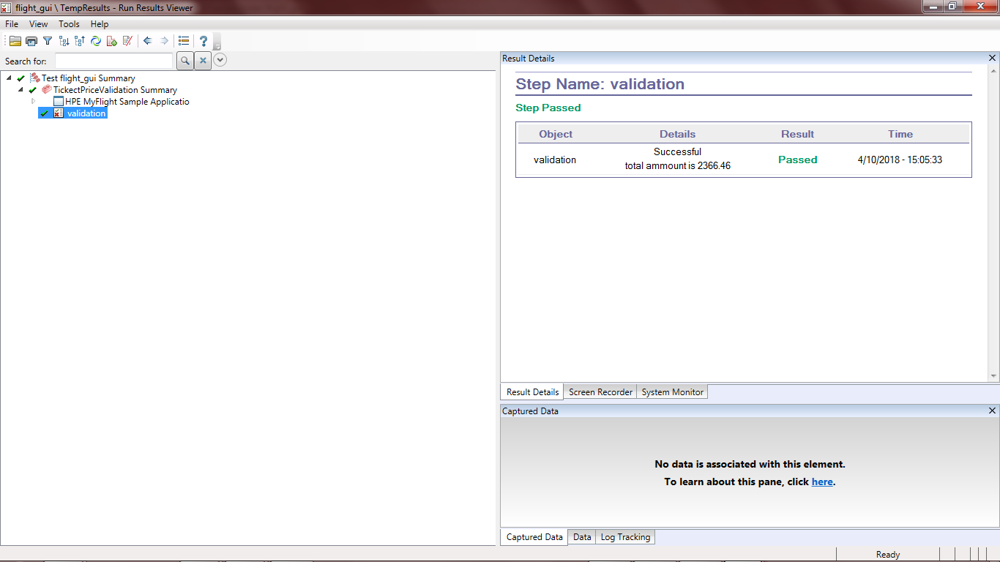 flight_gui \ TempResults - Run Results Viewer
File View Tools Help
Search for:
Test flight_gui Summary
TickectPriceValidation Summary
HPE MyFlight Sample Applicatio
validation
Result Details
Step Name: validation
Step Passed
Object Details Result Time
validation Successful
total ammount is 2366.46 Passed 4/10/2018 - 15:05:33
Result Details Screen Recorder System Monitor
Captured Data
No data is associated with this element.
To learn about this pane, click here.
Captured Data Data Log Tracking
Ready